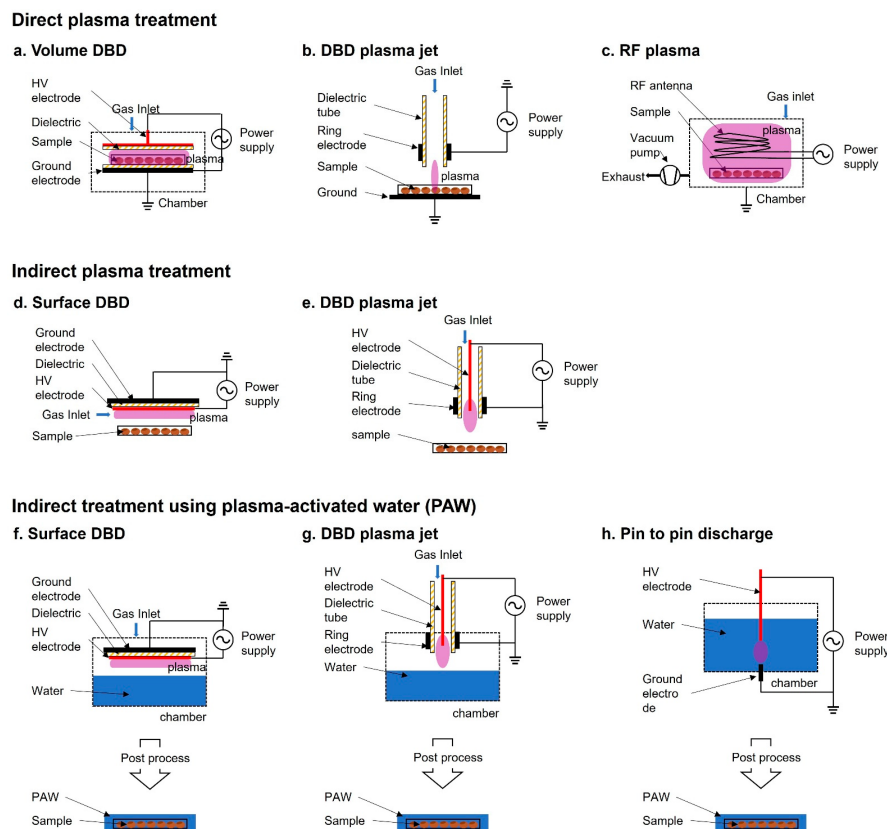 Direct plasma treatment
a. Volume DBD
HV
electrode
Gas Inlet
Dielectric
Sample
plasma
Ground
electrode
Power
supply
Chamber
b. DBD plasma jet
Gas Inlet
Dielectric
tube
Ring
electrode
Sample
plasma
Ground
Power
supply
c. RF plasma
RF antenna
Gas inlet
Sample
plasma
Vacuum
pump
Exhaust
Power
supply
Chamber
Indirect plasma treatment
d. Surface DBD
Ground
electrode
Dielectric
HV
electrode
Gas Inlet
plasma
Sample
Power
supply
e. DBD plasma jet
Gas Inlet
HV
electrode
Dielectric
tube
Ring
electrode
sample
Power
supply
Indirect treatment using plasma-activated water (PAW)
f. Surface DBD
Ground
electrode
Dielectric
Gas Inlet
HV
electrode
plasma
Power
supply
Water
chamber
Post process
PAW
Sample
g. DBD plasma jet
Gas Inlet
HV
electrode
Dielectric
tube
Ring
electrode
Water
Power
supply
chamber
Post process
PAW
Sample
h. Pin to pin discharge
HV
electrode
Water
Power
supply
Ground
electro
de
chamber
Post process
PAW
Sample